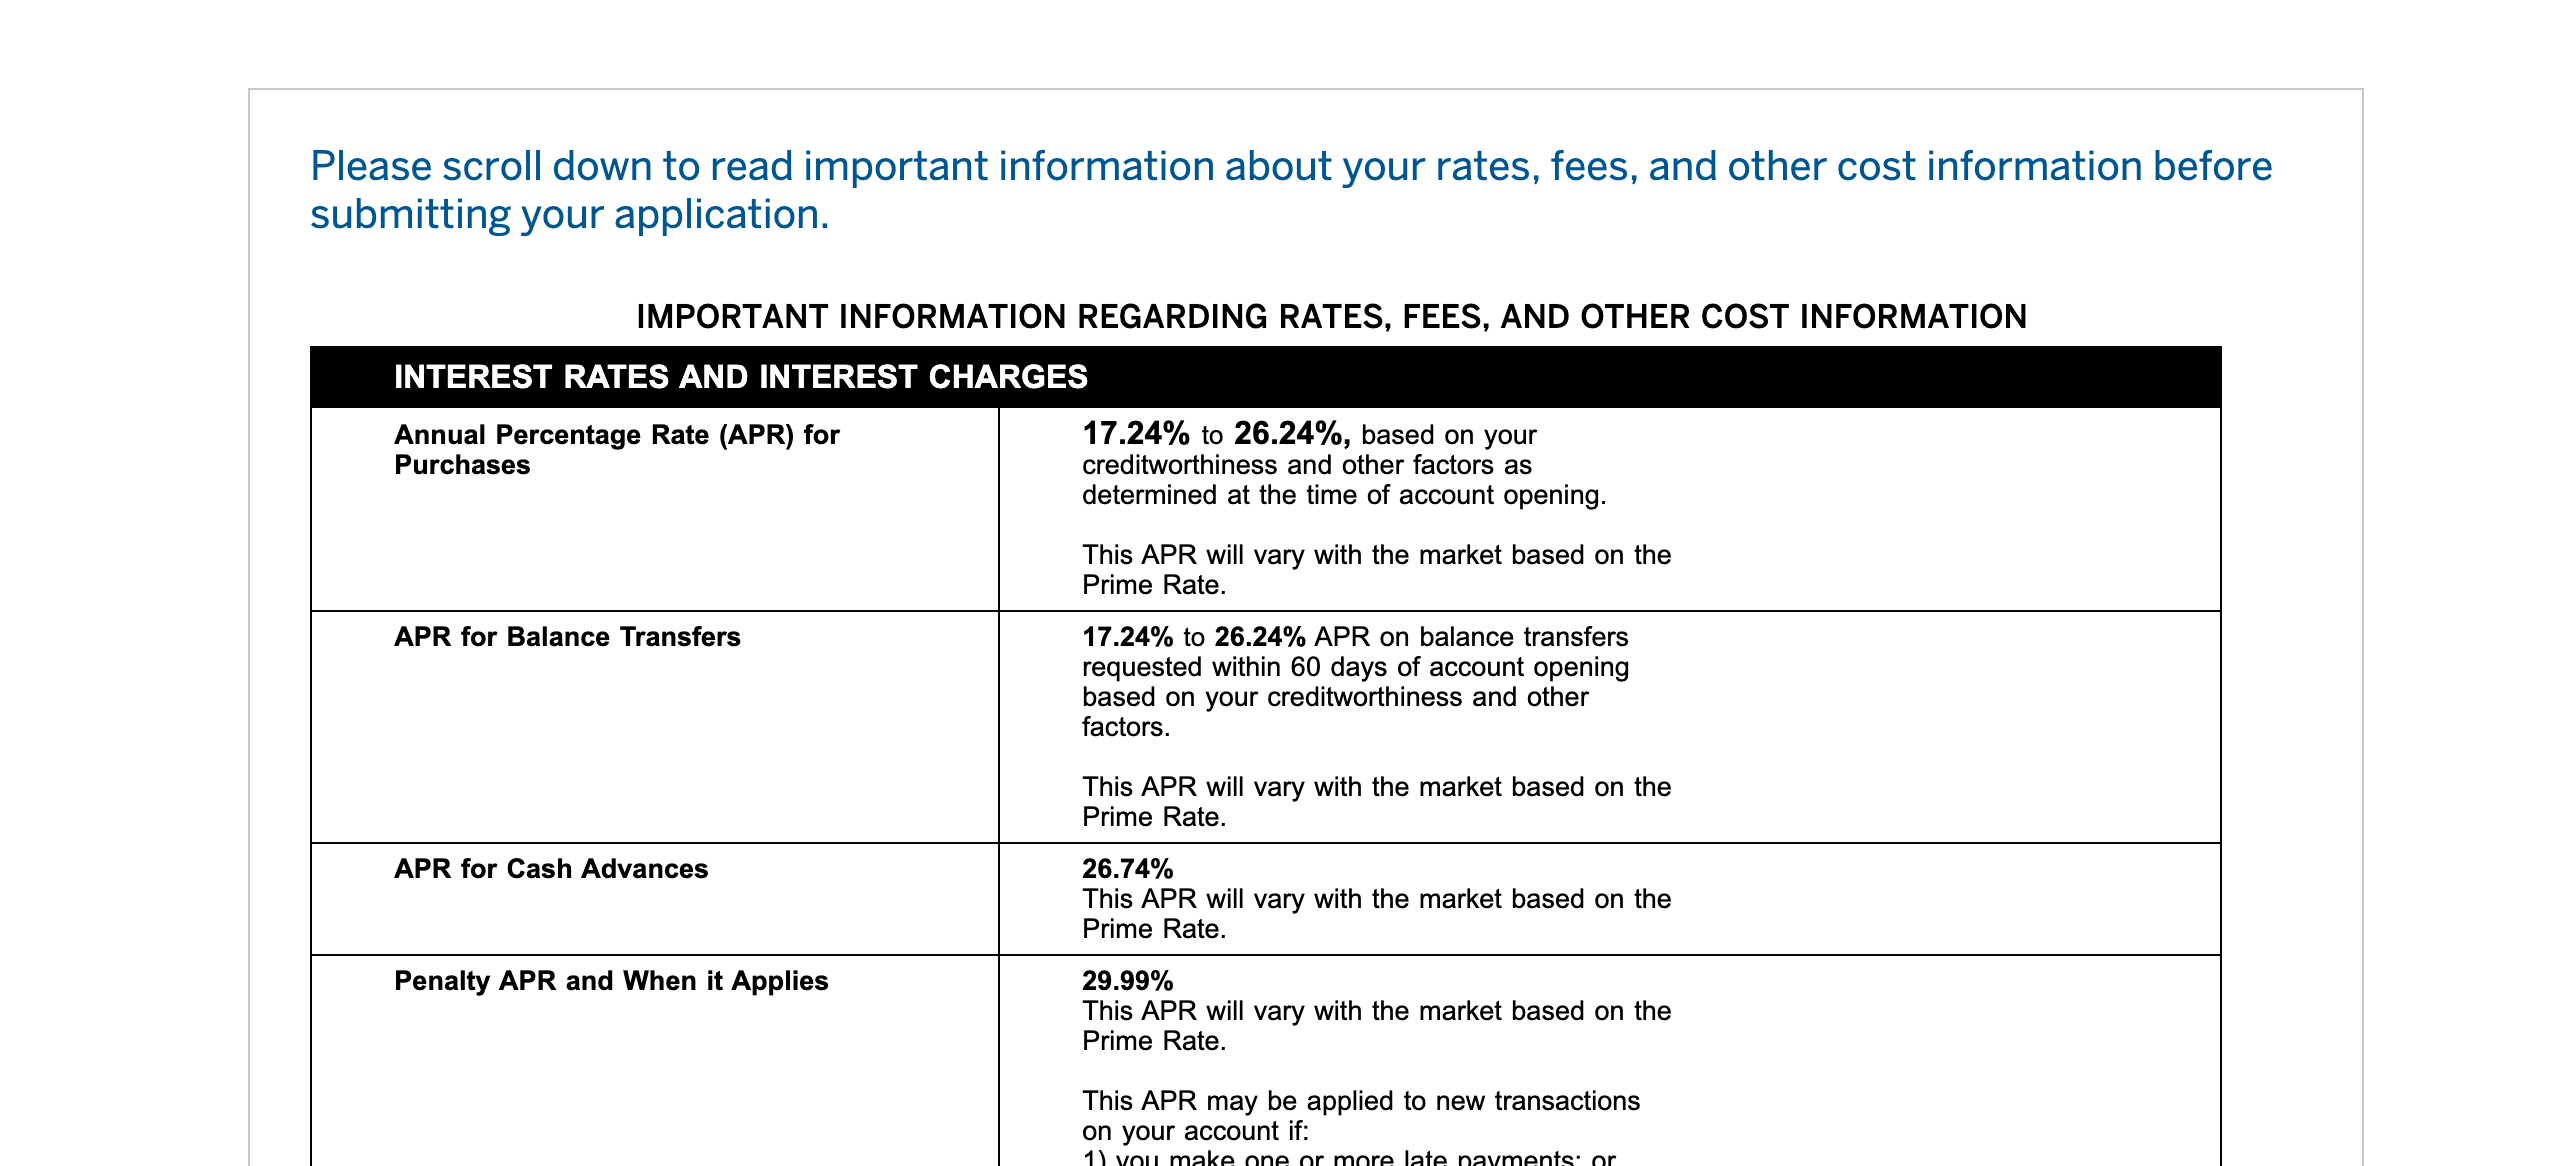 Please scroll down to read important information about your rates, fees, and other cost information before
submitting your application.
IMPORTANT INFORMATION REGARDING RATES, FEES, AND OTHER COST INFORMATION
INTEREST RATES AND INTEREST CHARGES
Annual Percentage Rate (APR) for
Purchases
17.24% to 26.24%, based on your
creditworthiness and other factors as
determined at the time of account opening.
This APR will vary with the market based on the
Prime Rate.
APR for Balance Transfers
17.24% to 26.24% APR on balance transfers
requested within 60 days of account opening
based on your creditworthiness and other
factors.
This APR will vary with the market based on the
Prime Rate.
APR for Cash Advances
26.74%
This APR will vary with the market based on the
Prime Rate.
Penalty APR and When it Applies
29.99%
This APR will vary with the market based on the
Prime Rate.
This APR may be applied to new transactions
on your account if:
1) you make one or more late payments; or